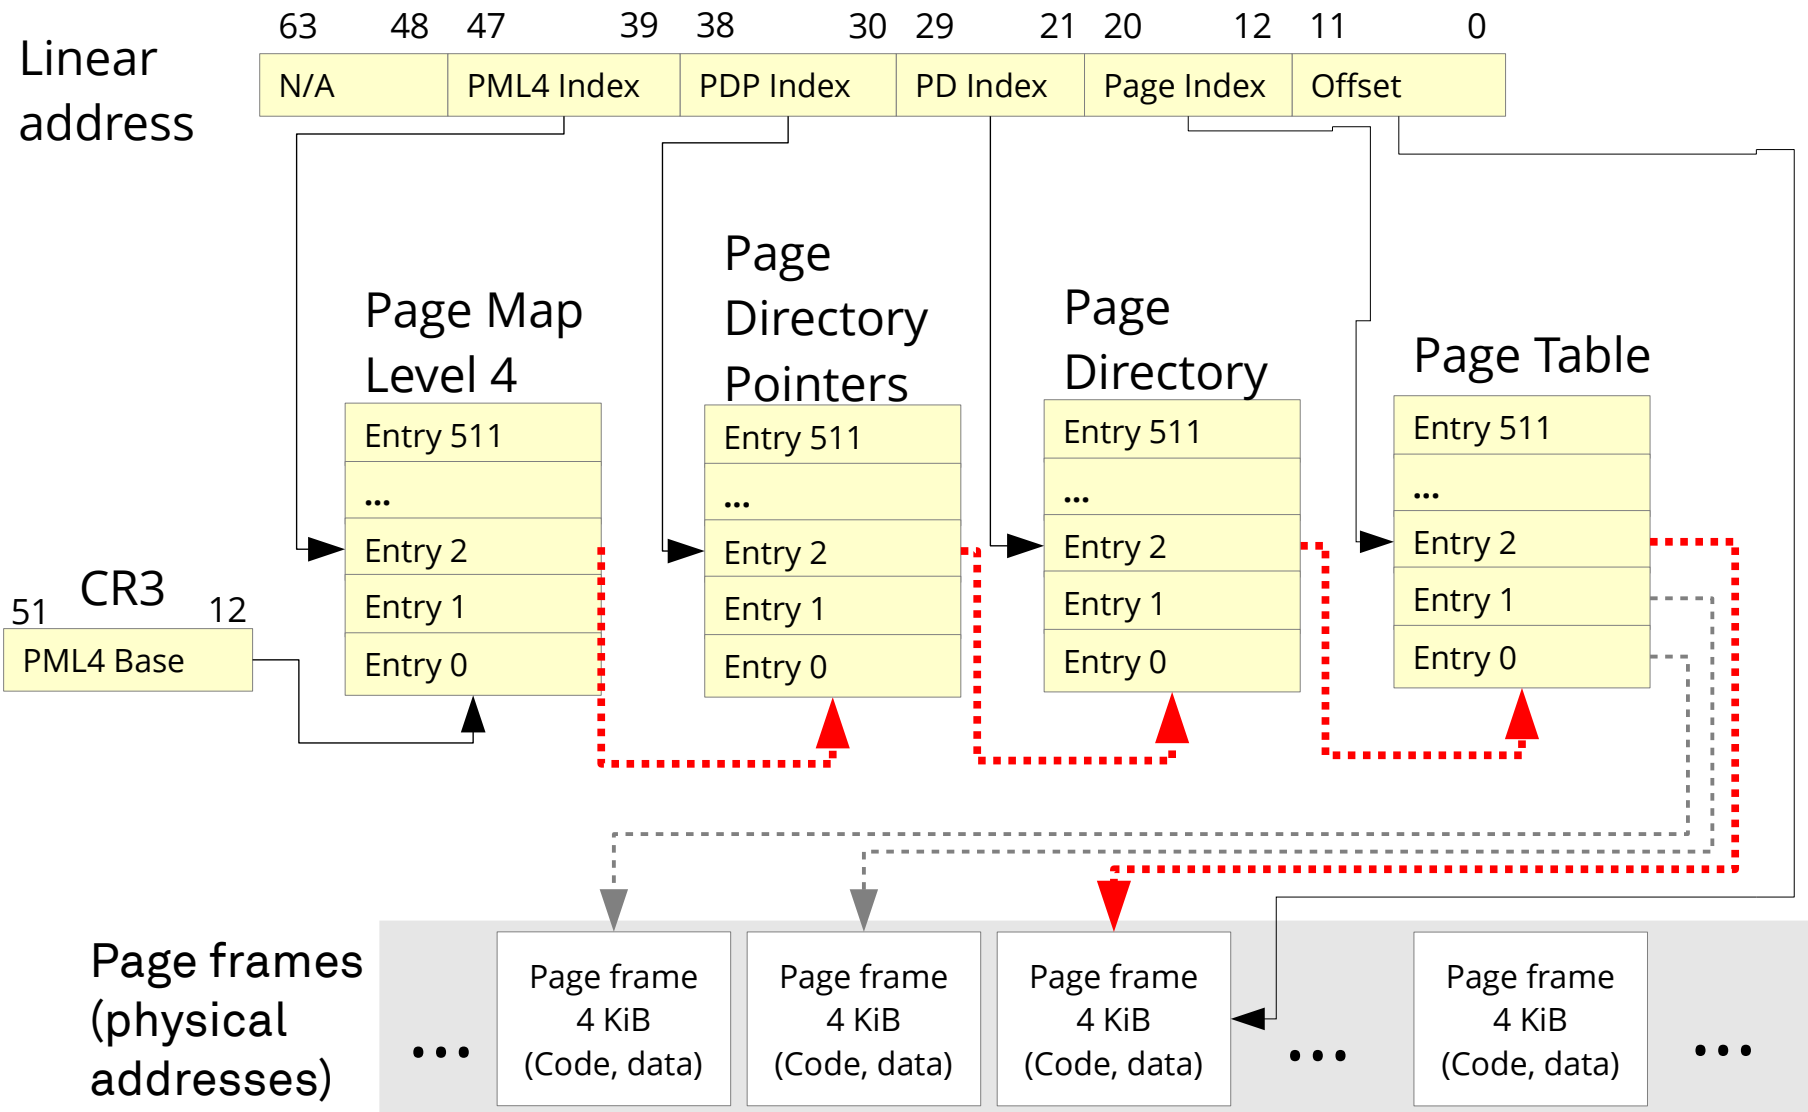 63 48 47 39 38 30 29 21 20 12 11 0
Linear
address
N/A PML4 Index PDP Index PD Index Page Index Offset
Page Map
Level 4
Entry 511
...
Entry 2
Entry 1
Entry 0
Page
Directory
Pointers
Entry 511
...
Entry 2
Entry 1
Entry 0
Page
Directory
Entry 511
...
Entry 2
Entry 1
Entry 0
Page Table
Entry 511
...
Entry 2
Entry 1
Entry 0
CR3
51 12
PML4 Base
Page frames
(physical
addresses)
...
Page frame
4 KiB
(Code, data)
Page frame
4 KiB
(Code, data)
Page frame
4 KiB
(Code, data)
...
Page frame
4 KiB
(Code, data)
...